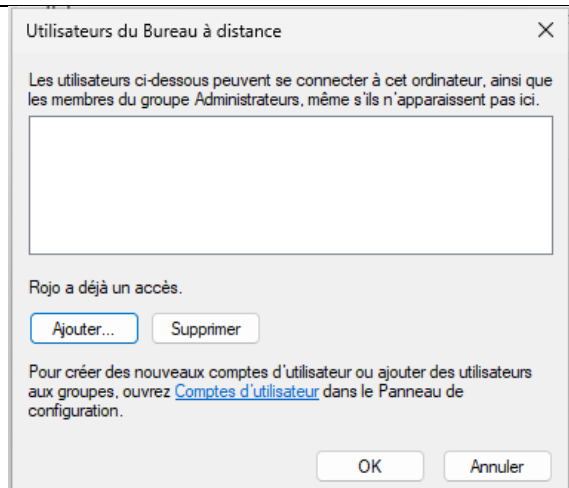 Utilisateurs du Bureau à distance
Les utilisateurs ci-dessous peuvent se connecter à cet ordinateur, ainsi que
les membres du groupe Administrateurs, même s'ils n'apparaissent pas ici.
Rojo a déjà un accès.
Ajouter... Supprimer
Pour créer des nouveaux comptes d'utilisateur ou ajouter des utilisateurs
aux groupes, ouvrez Comptes d'utilisateur dans le Panneau de
configuration.
OK Annuler